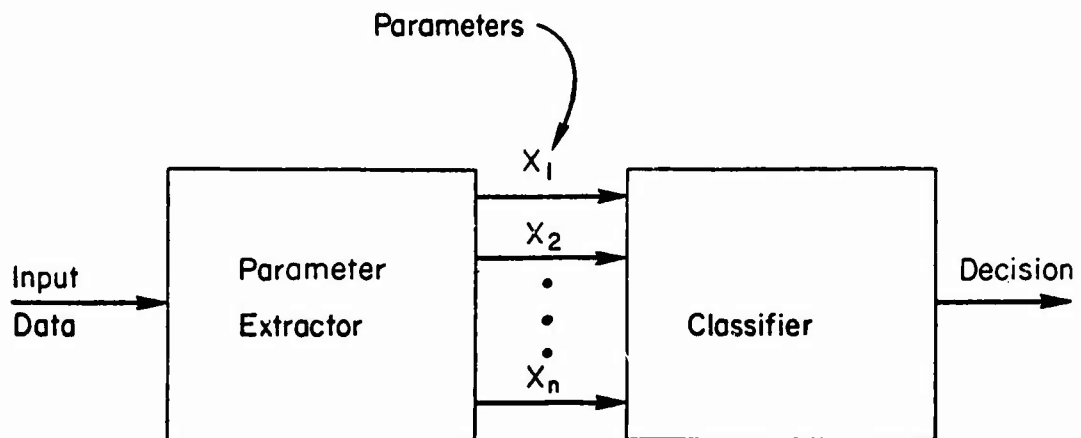 Parameters
X1
X2
Parameter
Extractor
Input
Data
Classifier
Decision
Xn